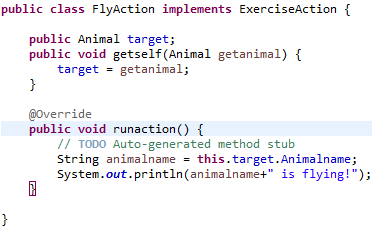 public class FlyAction implements ExerciseAction {
public Animal target;
public void getself(Animal getanimal) {
target = getanimal;
}
@Override
public void runaction() {
// TODO Auto-generated method stub
String animalname = this.target.Animalname;
System.out.println(animalname+" is flying!");
}
}